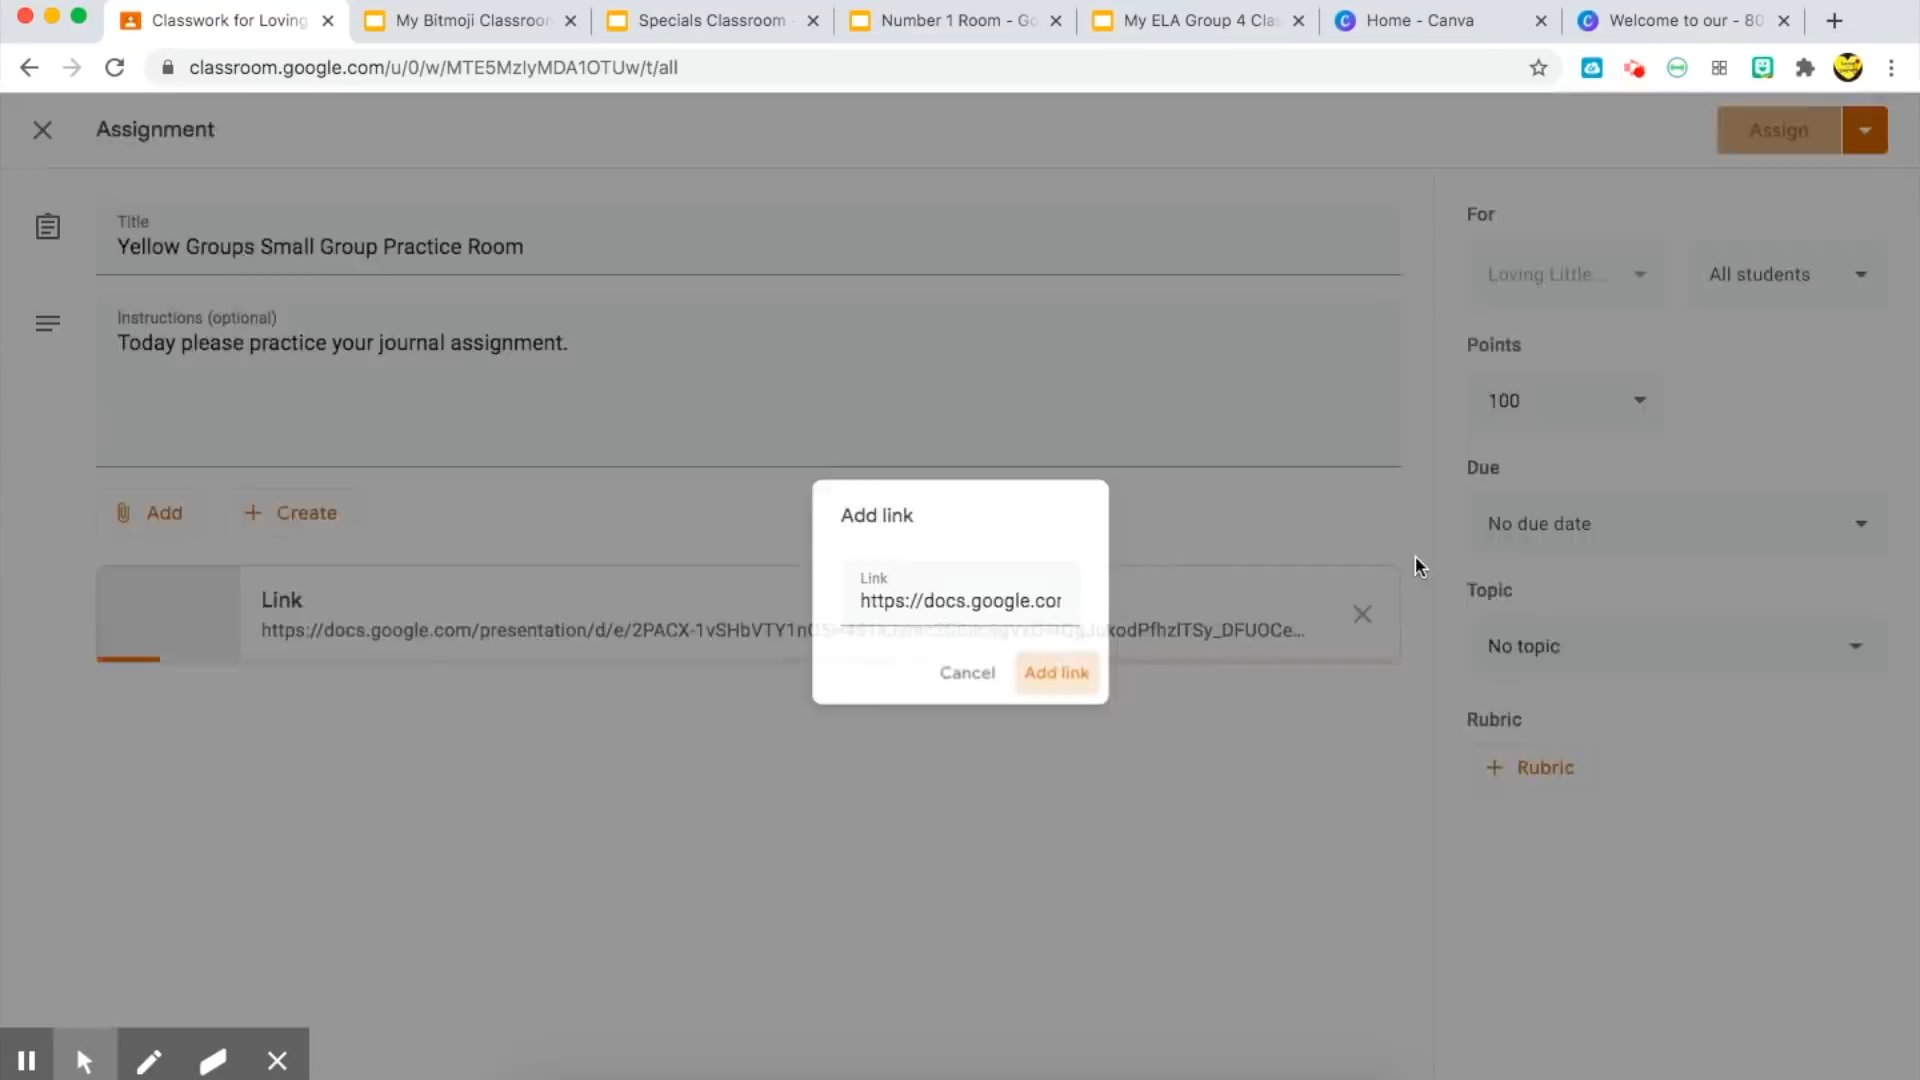 Classwork for Loving
My Bitmoji Classroom
Specials Classroom -
Number 1 Room - Go
My ELA Group 4 Cla
Home - Canva
Welcome to our - 80
classroom.google.com/u/0/w/MTE5MzIyMDA1OTUw/t/all
Assignment
Assign
Title
Yellow Groups Small Group Practice Room
Instructions (optional)
Today please practice your journal assignment.
Add
Create
Link
https://docs.google.com/presentation/d/e/2PACX-1vSHbVTY1n
For
Loving Little...
All students
Points
100
Due
No due date
Topic
No topic
Rubric
Rubric
Add link
Link
https://docs.google.cor
Cancel
Add link